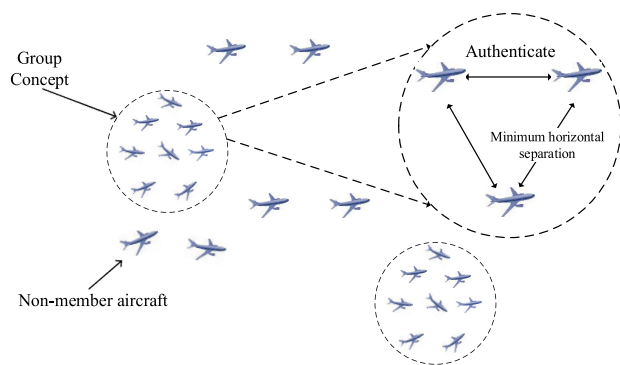 Group
Concept
Authenticate
Minimum horizontal
separation
Non-member aircraft